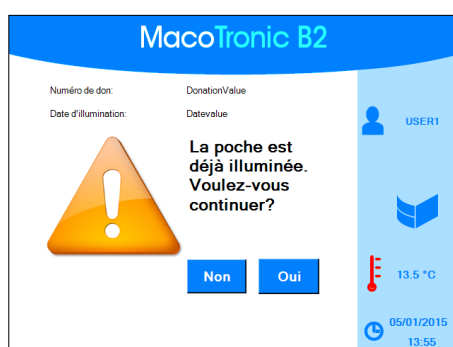 MacoTronic B2
Numéro de don: DonationValue
Date d'illumination: Datevalue
La poche est
déjà illuminée.
Voulez-vous
continuer?
Non Oui
USER1
13.5 °C
05/01/2015
13:55